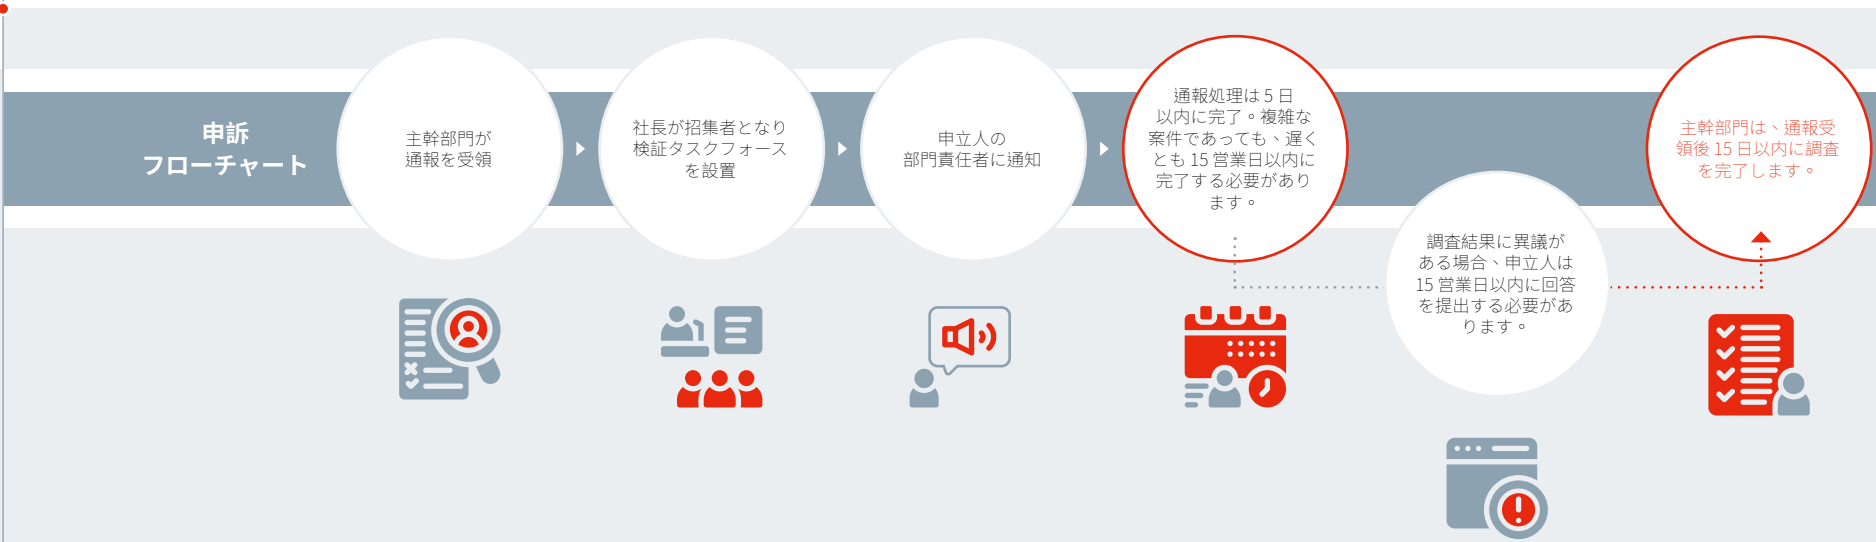 申訴
フローチャート
主幹部門が
通報を受領
社長が招集者となり
検証タスクフォース
を設置
申立人の
部門責任者に通知
通報処理は 5 日
以内に完了。複雑な
案件であっても、遅く
とも 15 営業日以内に
完了する必要があり
ます。
調査結果に異議が
ある場合、申立人は
15 営業日以内に回答
を提出する必要があ
ります。
主幹部門は、通報受
領後 15 日以内に調査
を完了します。